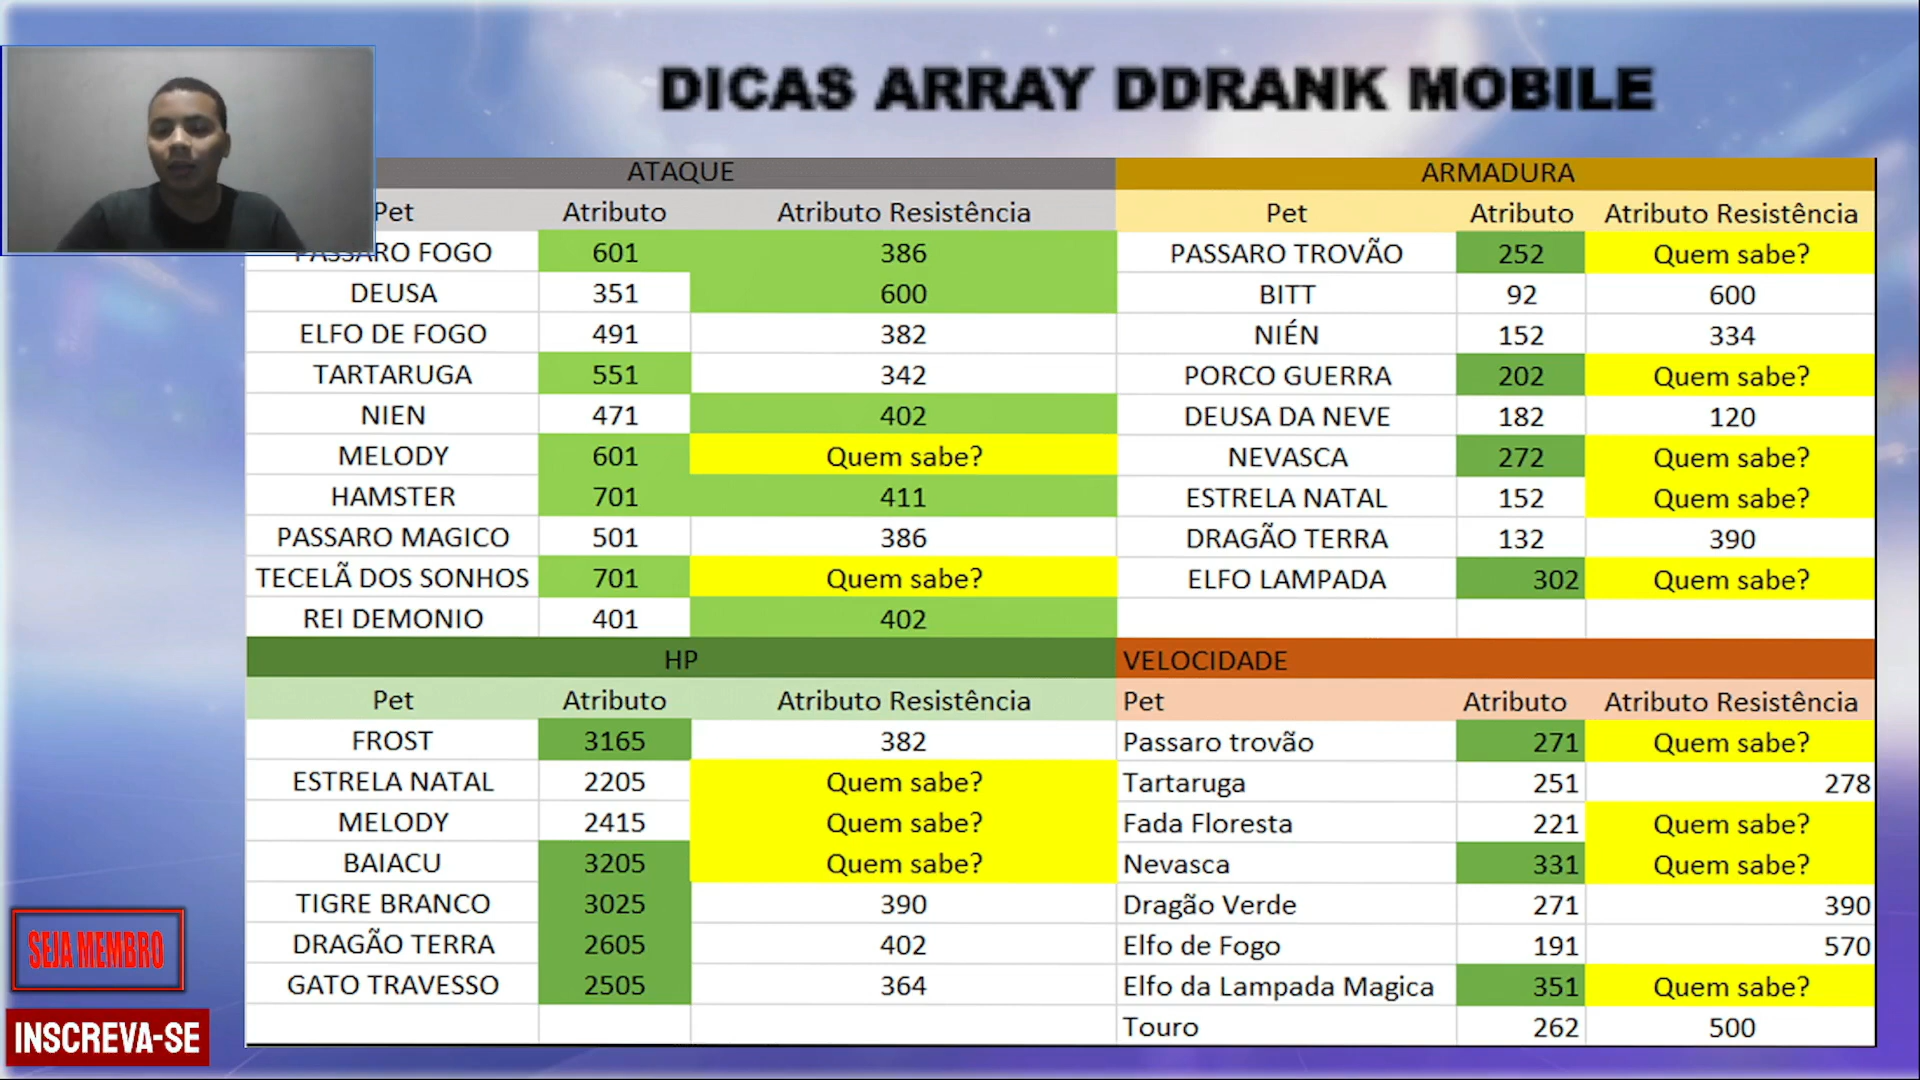 DICAS ARRAY DDRANK MOBILE
ATAQUE
Pet Atributo Atributo Resistência
PASSARO FOGO 601 386
DEUSA 351 600
ELFO DE FOGO 491 382
TARTARUGA 551 342
NIEN 471 402
MELODY 601 Quem sabe?
HAMSTER 701 411
PASSARO MAGICO 501 386
TECELÃ DOS SONHOS 701 Quem sabe?
REI DEMONIO 401 402
ARMADURA
Pet Atributo Atributo Resistência
PASSARO TROVÃO 252 Quem sabe?
BITT 92 600
NIÉN 152 334
PORCO GUERRA 202 Quem sabe?
DEUSA DA NEVE 182 120
NEVASCA 272 Quem sabe?
ESTRELA NATAL 152 Quem sabe?
DRAGÃO TERRA 132 390
ELFO LAMPADA 302 Quem sabe?
HP
Pet Atributo Atributo Resistência
FROST 3165 382
ESTRELA NATAL 2205 Quem sabe?
MELODY 2415 Quem sabe?
BAIACU 3205 Quem sabe?
TIGRE BRANCO 3025 390
DRAGÃO TERRA 2605 402
GATO TRAVESSO 2505 364
VELOCIDADE
Pet Atributo Atributo Resistência
Passaro trovão 271 Quem sabe?
Tartaruga 251 278
Fada Floresta 221 Quem sabe?
Nevasca 331 Quem sabe?
Dragão Verde 271 390
Elfo de Fogo 191 570
Elfo da Lampada Magica 351 Quem sabe?
Touro 262 500
SEJA MEMBRO
INSCREVA-SE